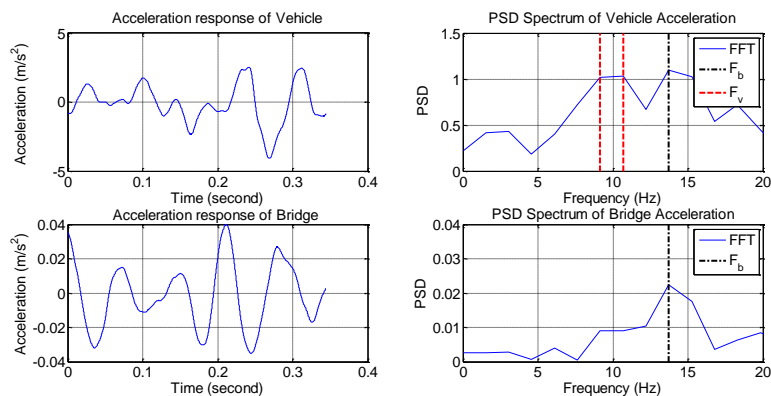 Acceleration response of Vehicle
Acceleration (m/s²)
5
0
-5
0 0.1 0.2 0.3 0.4
Time (second)
PSD Spectrum of Vehicle Acceleration
PSD
1.5
1
0.5
0
0 5 10 15 20
Frequency (Hz)
FFT
F_b
F_v
Acceleration response of Bridge
Acceleration (m/s²)
0.04
0.02
0
-0.02
-0.04
0 0.1 0.2 0.3 0.4
Time (second)
PSD Spectrum of Bridge Acceleration
PSD
0.04
0.03
0.02
0.01
0
0 5 10 15 20
Frequency (Hz)
FFT
F_b